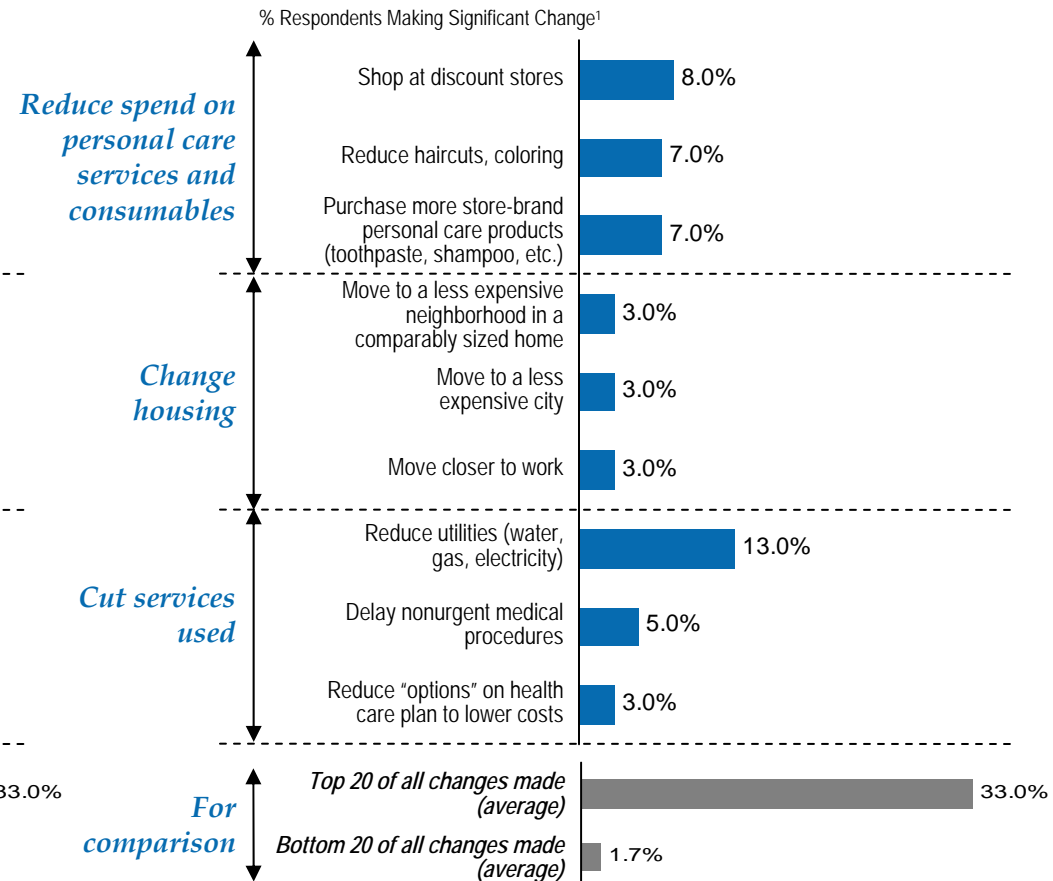 % Respondents Making Significant Change¹
Reduce spend on
personal care
services and
consumables
Shop at discount stores
8.0%
Reduce haircuts, coloring
7.0%
Purchase more store-brand
personal care products
(toothpaste, shampoo, etc.)
7.0%
Change
housing
Move to a less expensive
neighborhood in a
comparably sized home
3.0%
Move to a less
expensive city
3.0%
Move closer to work
3.0%
Cut services
used
Reduce utilities (water,
gas, electricity)
13.0%
Delay nonurgent medical
procedures
5.0%
Reduce “options” on health
care plan to lower costs
3.0%
33.0%
For
comparison
Top 20 of all changes made
(average)
33.0%
Bottom 20 of all changes made
(average)
1.7%